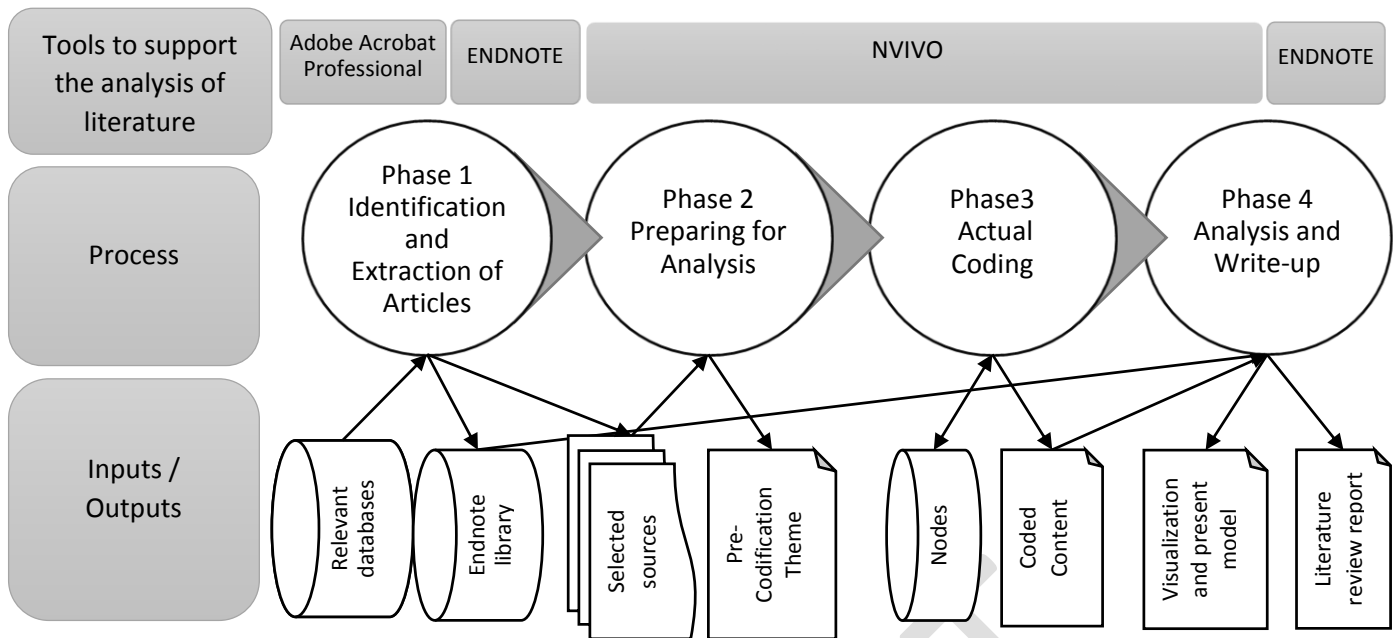 Tools to support
the analysis of
literature
Adobe Acrobat
Professional
ENDNOTE
NVIVO
ENDNOTE
Process
Phase 1
Identification
and
Extraction of
Articles
Phase 2
Preparing for
Analysis
Phase3
Actual
Coding
Phase 4
Analysis and
Write-up
Inputs /
Outputs
Relevant
databases
Endnote
library
Selected
sources
Pre-
Codification
Theme
Nodes
Coded
Content
Visualization
and present
model
Literature
review report